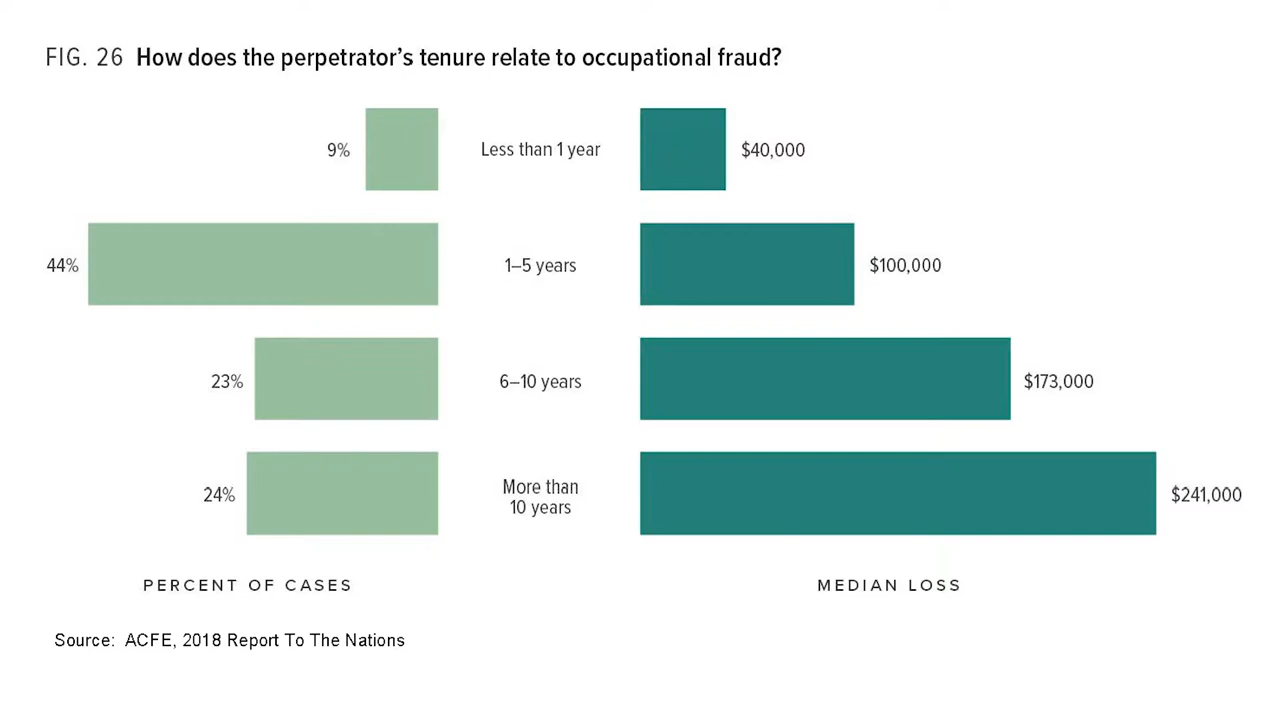 FIG. 26 How does the perpetrator’s tenure relate to occupational fraud?
9% Less than 1 year $40,000
44% 1–5 years $100,000
23% 6–10 years $173,000
24% More than
10 years $241,000
PERCENT OF CASES MEDIAN LOSS
Source: ACFE, 2018 Report To The Nations